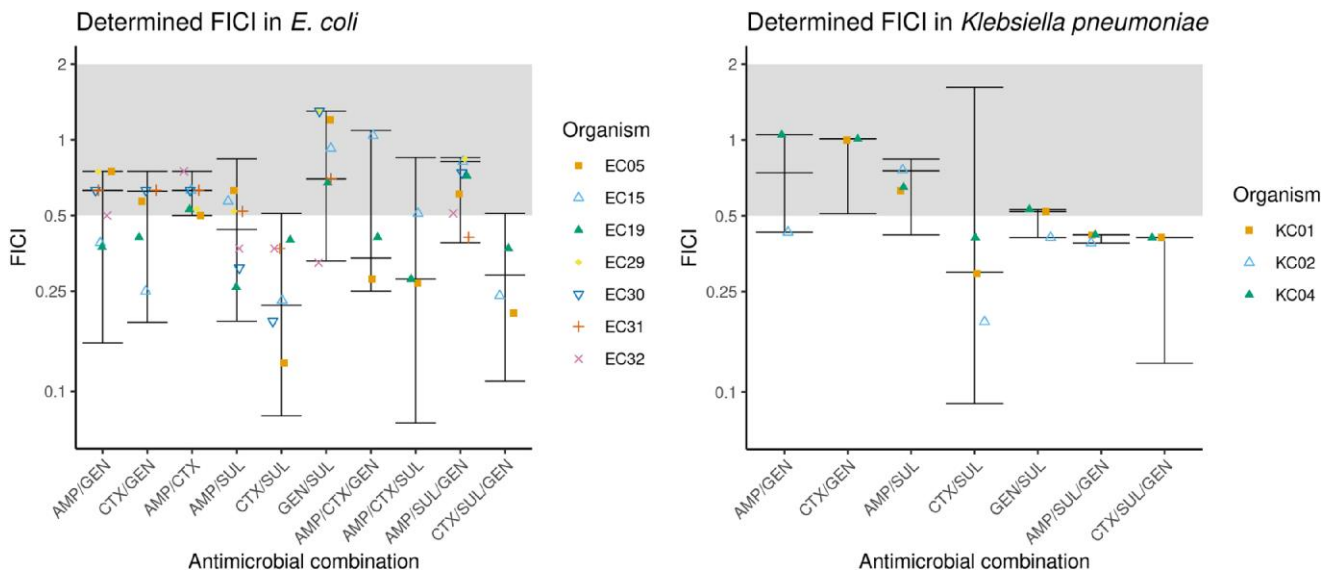 Determined FICI in E. coli
FICI
2
1
0.5
0.25
0.1
AMP/GEN
CTX/GEN
AMP/CTX
AMP/SUL
CTX/SUL
GEN/SUL
AMP/CTX/GEN
AMP/CTX/SUL
AMP/SUL/GEN
CTX/SUL/GEN
Antimicrobial combination
Organism
EC05
EC15
EC19
EC29
EC30
EC31
EC32
Determined FICI in Klebsiella pneumoniae
FICI
2
1
0.5
0.25
0.1
AMP/GEN
CTX/GEN
AMP/SUL
CTX/SUL
GEN/SUL
AMP/SUL/GEN
CTX/SUL/GEN
Antimicrobial combination
Organism
KC01
KC02
KC04